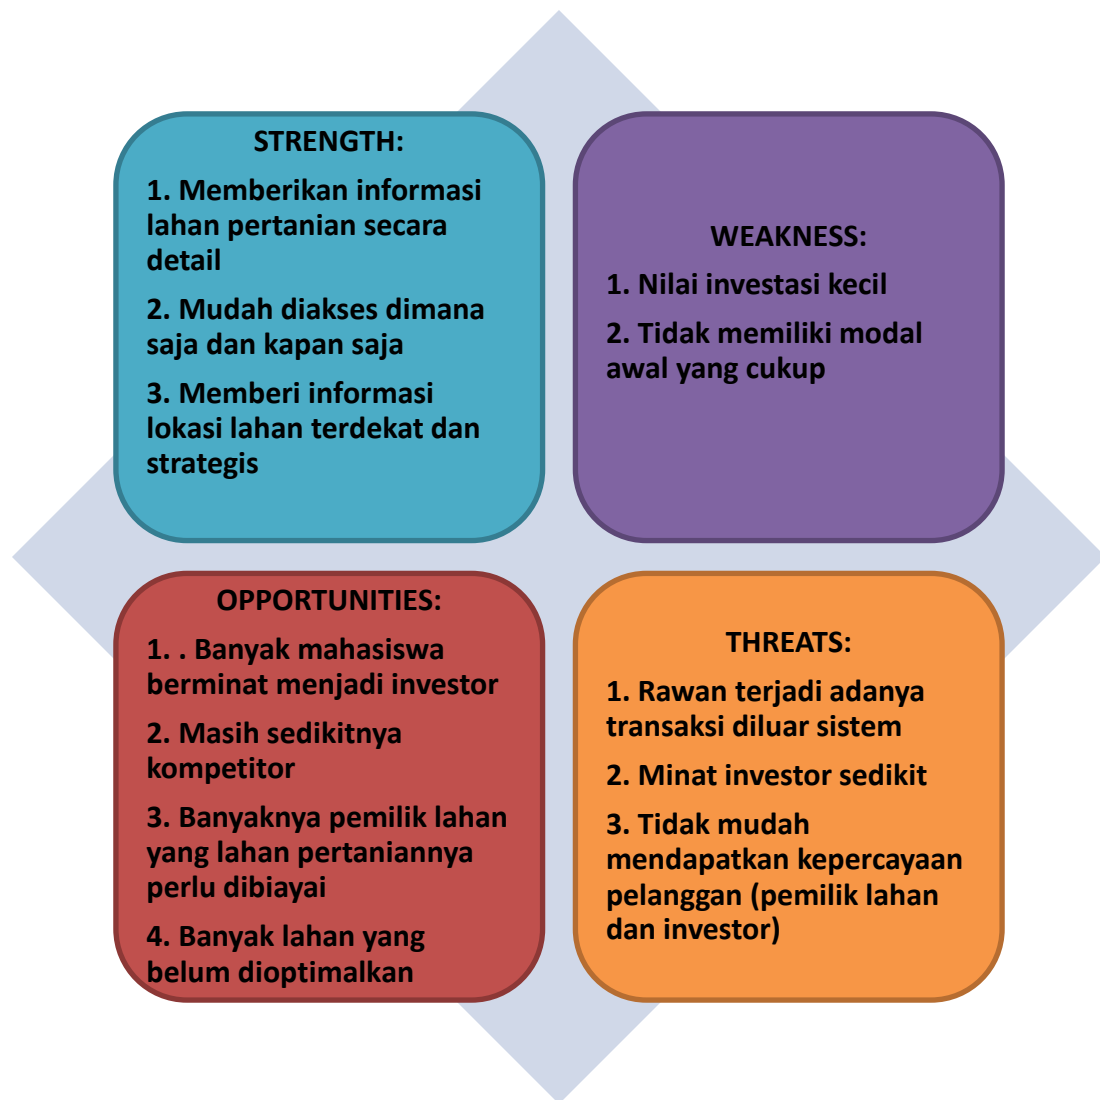 STRENGTH:
1. Memberikan informasi
lahan pertanian secara
detail
2. Mudah diakses dimana
saja dan kapan saja
3. Memberi informasi
lokasi lahan terdekat dan
strategis
WEAKNESS:
1. Nilai investasi kecil
2. Tidak memiliki modal
awal yang cukup
OPPORTUNITIES:
1. . Banyak mahasiswa
berminat menjadi investor
2. Masih sedikitnya
kompetitor
3. Banyaknya pemilik lahan
yang lahan pertaniannya
perlu dibiayai
4. Banyak lahan yang
belum dioptimalkan
THREATS:
1. Rawan terjadi adanya
transaksi diluar sistem
2. Minat investor sedikit
3. Tidak mudah
mendapatkan kepercayaan
pelanggan (pemilik lahan
dan investor)